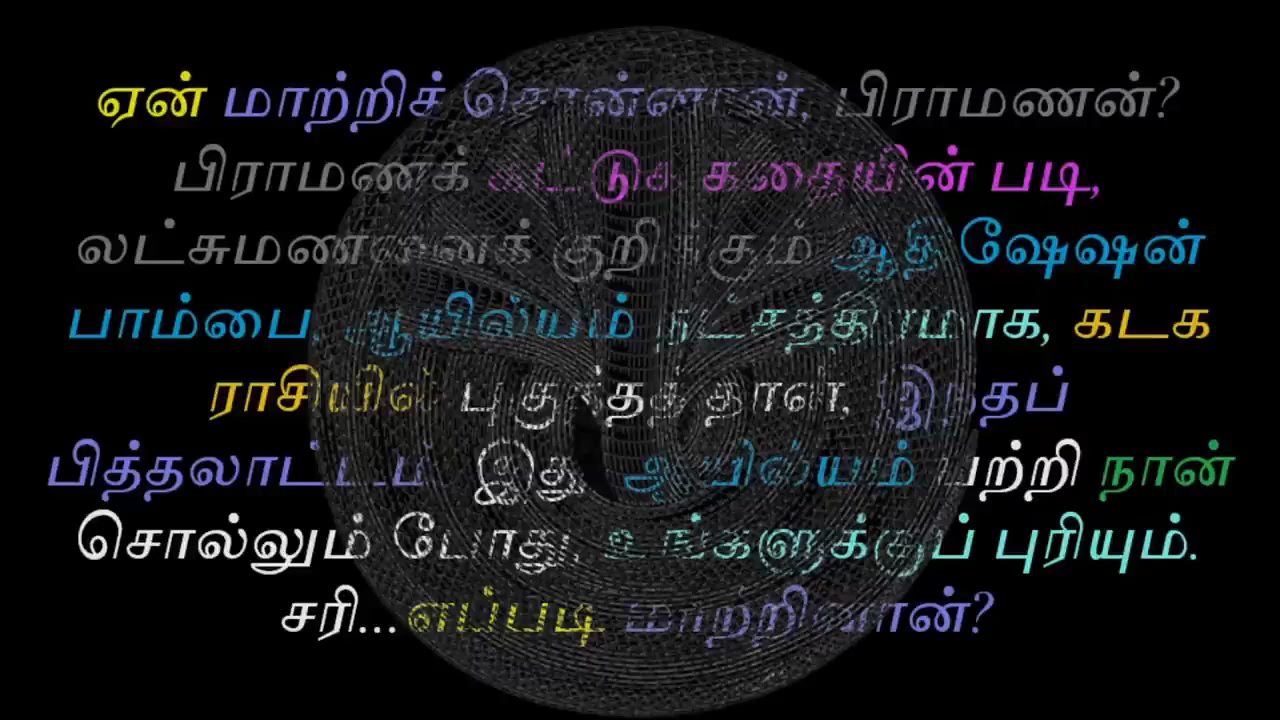 ஏன் மாற்றிச் சொன்னான், பிராமணன்?
பிராமணக் கட்டுக் கதையின் படி,
லட்சுமணனைக் குறிக்கும் ஆதி ஷேஷன்
பாம்பை, ஆயில்யம் நட்சத்திரமாக, கடக
ராசியில் புகுத்தத் தான், இந்தப்
பித்தலாட்டம். இது ஆயில்யம் பற்றி நான்
சொல்லும் போது, உங்களுக்குப் புரியும்.
சரி... எப்படி மாற்றினான்?